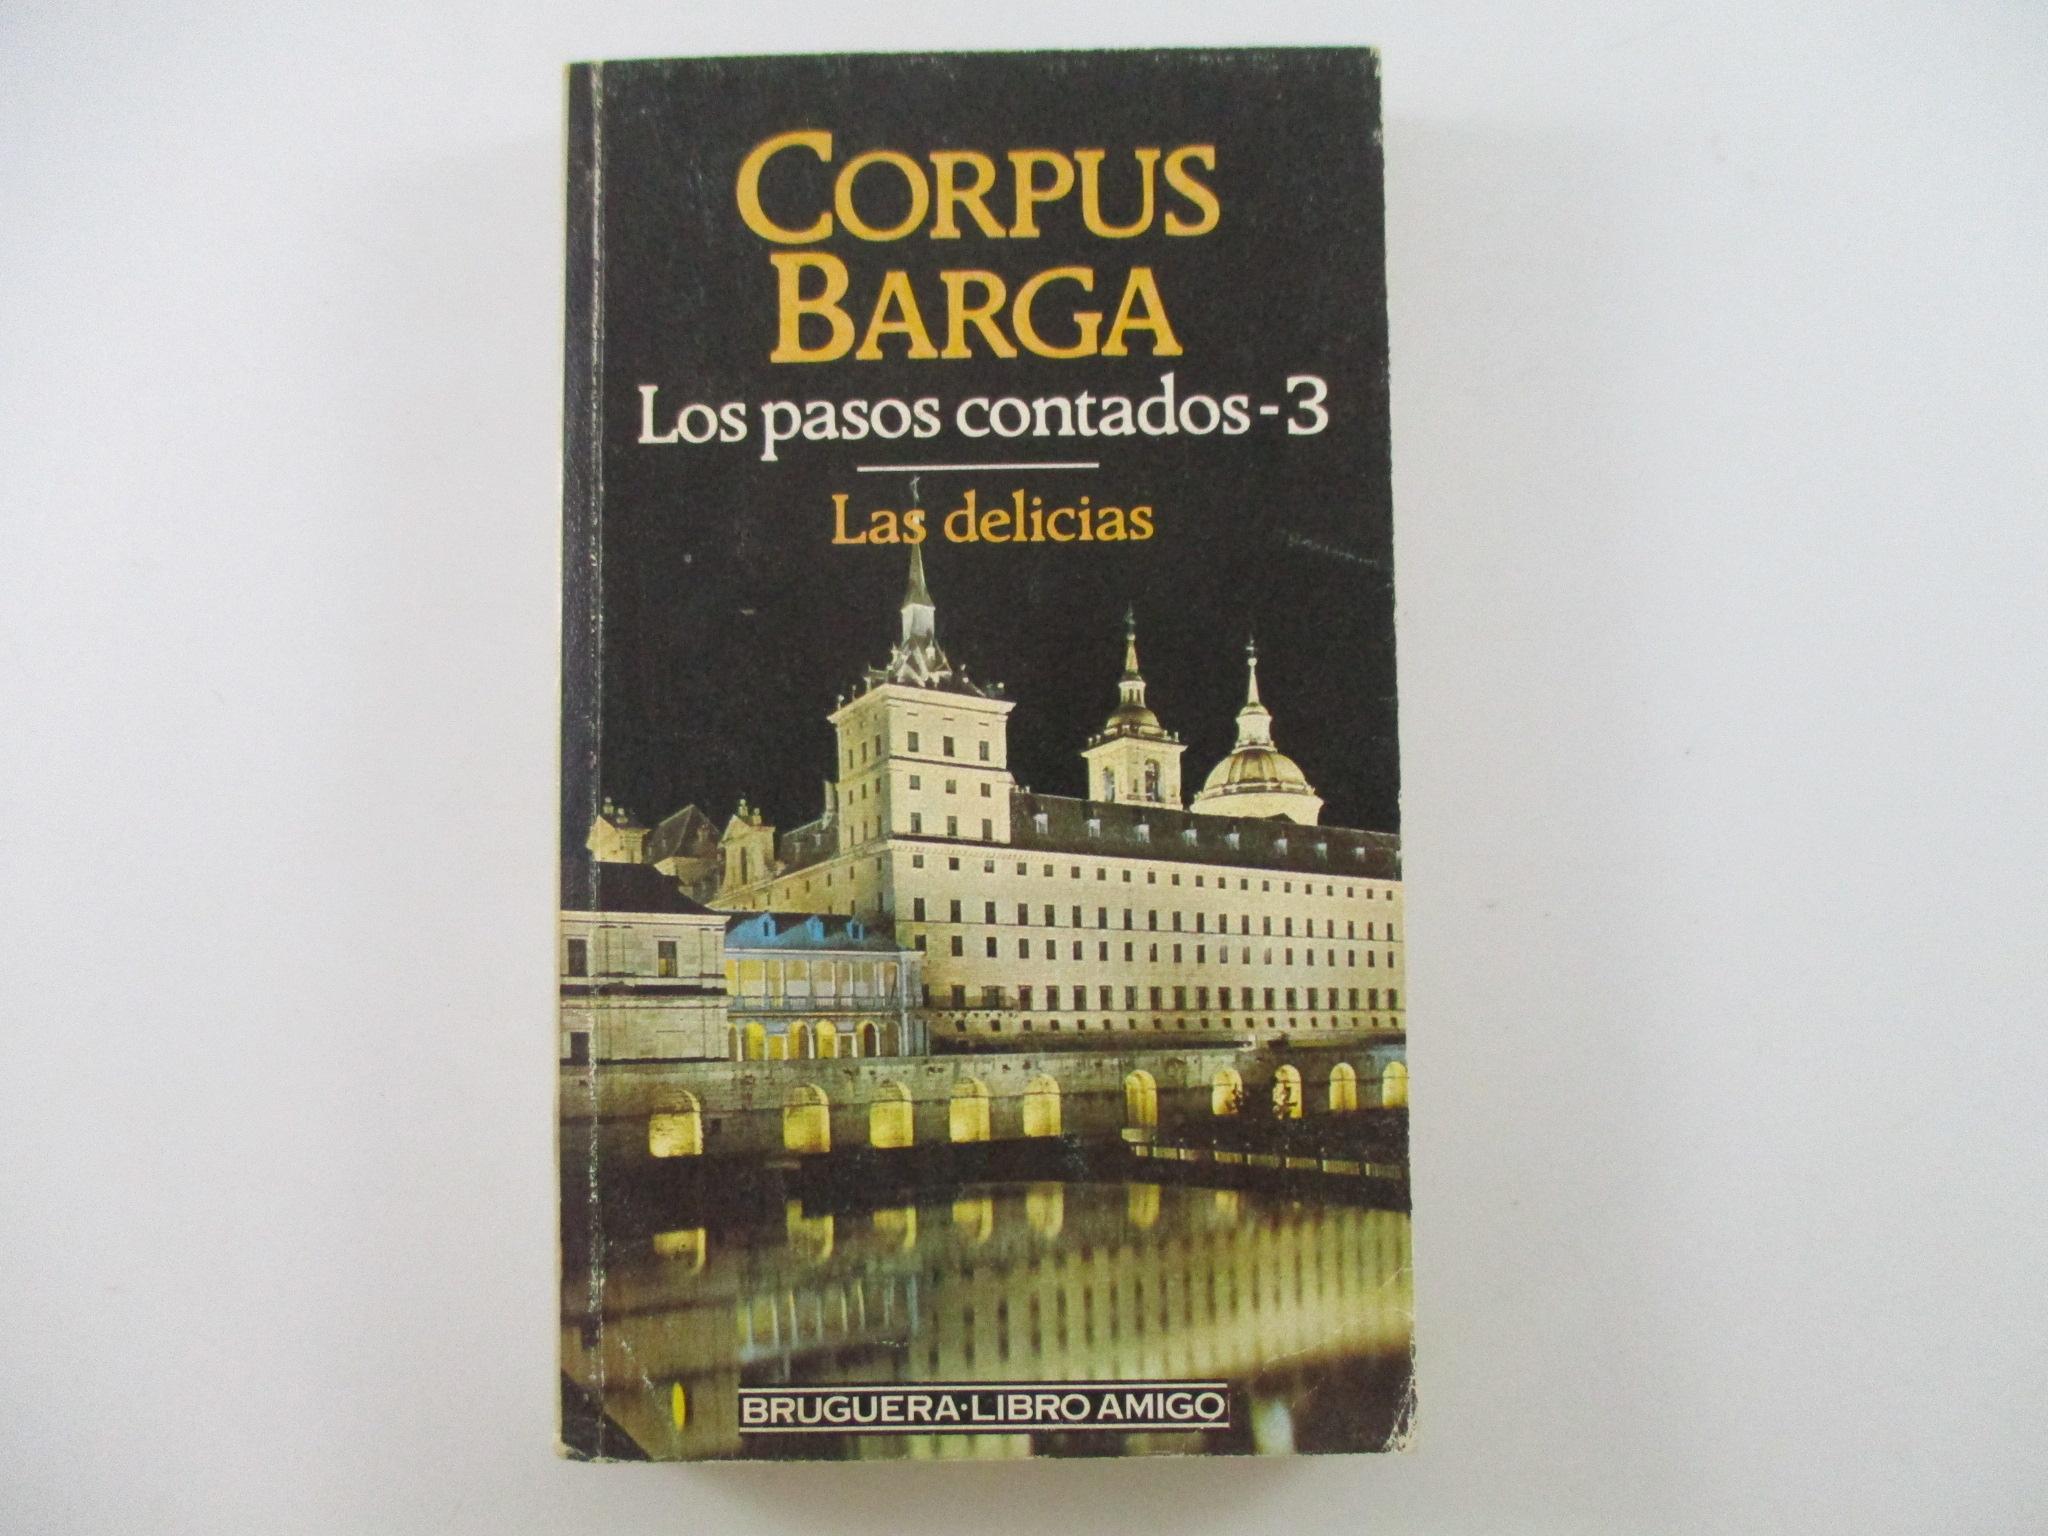 CORPUS
BARGA
Los pasos contados-3
Las delicias
BRUGUERA·LIBRO AMIGO